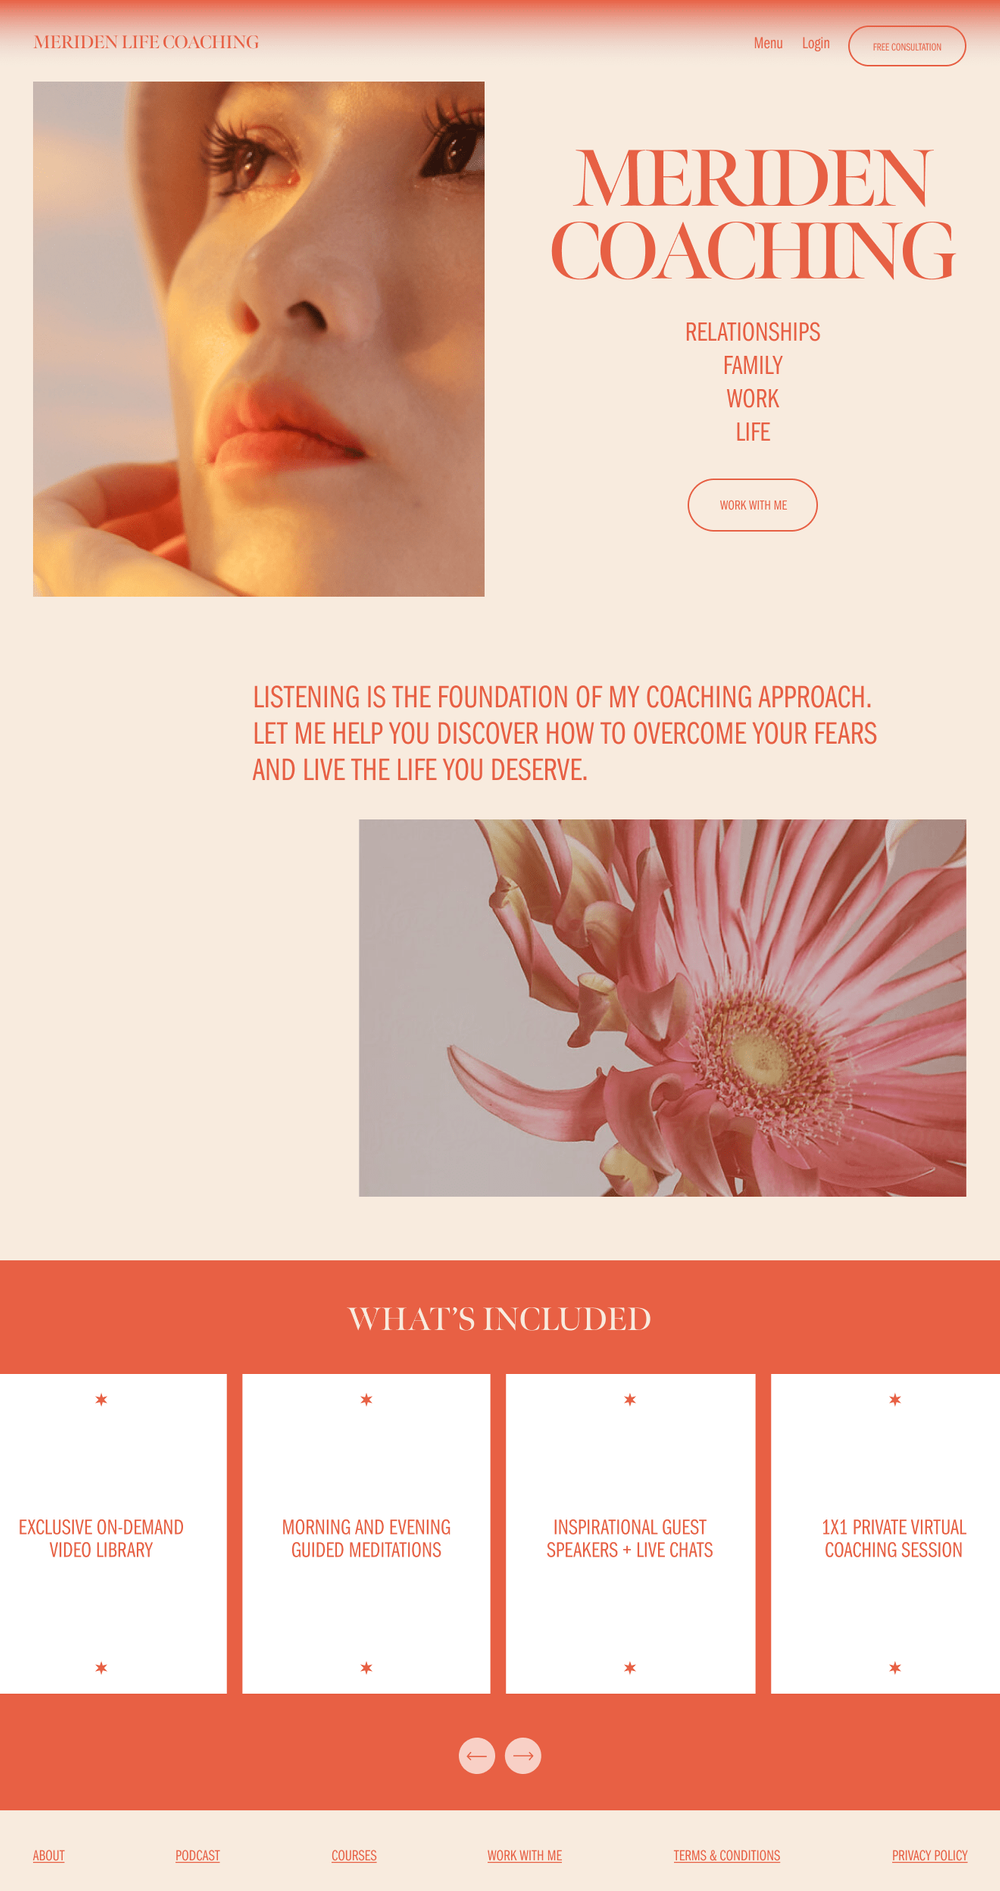 MERIDEN LIFE COACHING
Menu
Login
FREE CONSULTATION
MERIDEN
COACHING
RELATIONSHIPS
FAMILY
WORK
LIFE
WORK WITH ME
LISTENING IS THE FOUNDATION OF MY COACHING APPROACH.
LET ME HELP YOU DISCOVER HOW TO OVERCOME YOUR FEARS
AND LIVE THE LIFE YOU DESERVE.
WHAT’S INCLUDED
EXCLUSIVE ON-DEMAND
VIDEO LIBRARY
MORNING AND EVENING
GUIDED MEDITATIONS
INSPIRATIONAL GUEST
SPEAKERS + LIVE CHATS
1X1 PRIVATE VIRTUAL
COACHING SESSION
ABOUT
PODCAST
COURSES
WORK WITH ME
TERMS & CONDITIONS
PRIVACY POLICY